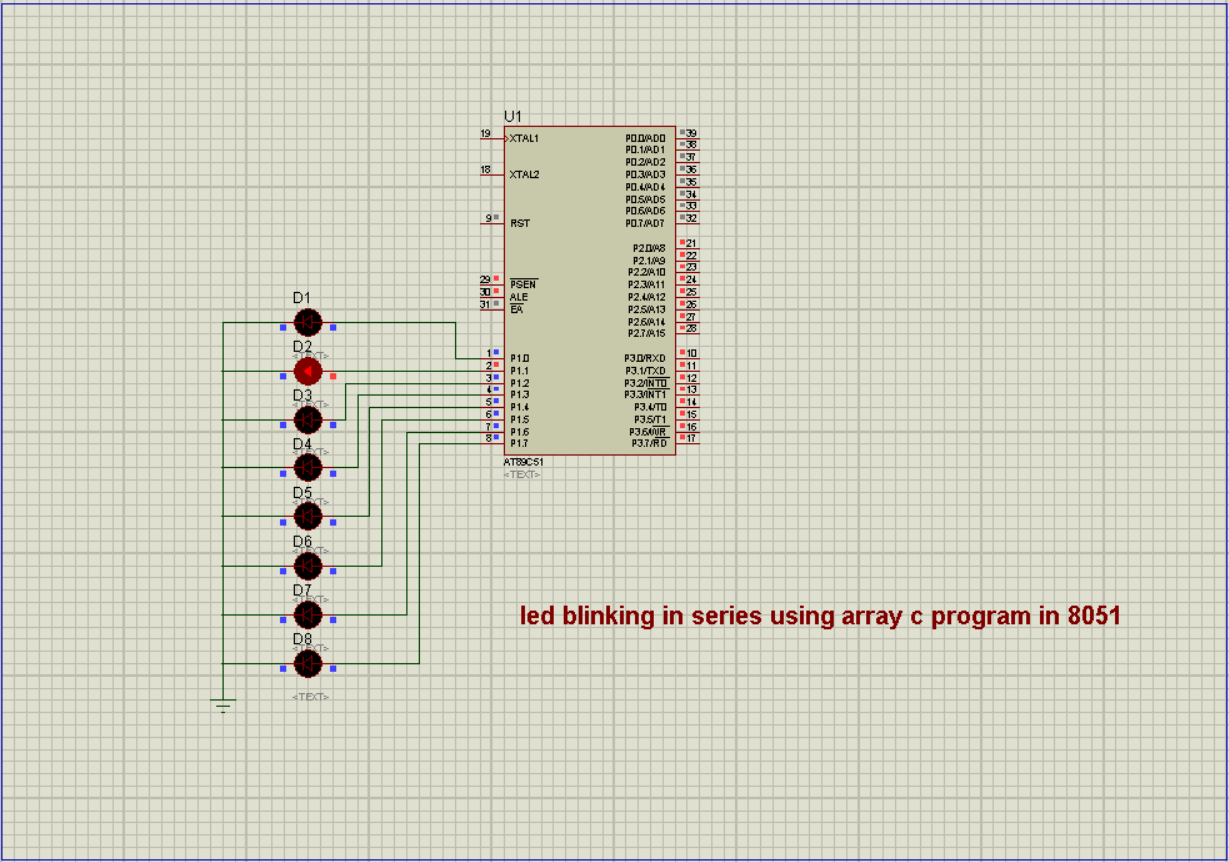 U1
19 XTAL1
18 XTAL2
9 RST
29 PSEN
30 ALE
31 EA
1 P1.0
2 P1.1
3 P1.2
4 P1.3
5 P1.4
6 P1.5
7 P1.6
8 P1.7
P0.0/AD0 39
P0.1/AD1 38
P0.2/AD2 37
P0.3/AD3 36
P0.4/AD4 35
P0.5/AD5 34
P0.6/AD6 33
P0.7/AD7 32
P2.0/A8 21
P2.1/A9 22
P2.2/A10 23
P2.3/A11 24
P2.4/A12 25
P2.5/A13 26
P2.6/A14 27
P2.7/A15 28
P3.0/RXD 10
P3.1/TXD 11
P3.2/INT0 12
P3.3/INT1 13
P3.4/T0 14
P3.5/T1 15
P3.6/WR 16
P3.7/RD 17
AT89C51
<TEXT>
D1
<TEXT>
D2
<TEXT>
D3
<TEXT>
D4
<TEXT>
D5
<TEXT>
D6
<TEXT>
D7
<TEXT>
D8
<TEXT>
led blinking in series using array c program in 8051